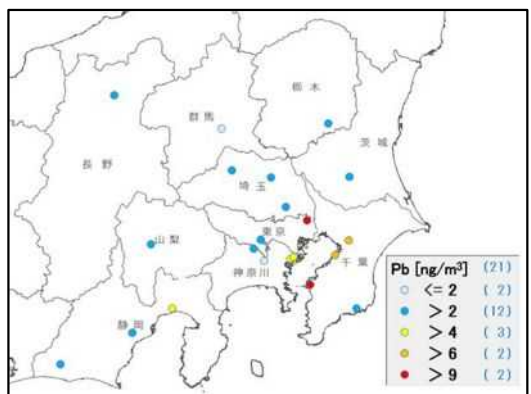 栃木
群馬
茨城
長野
埼玉
東京
山梨
千葉
神奈川
静岡
Pb [ng/m³] (21)
<= 2 (2)
> 2 (12)
> 4 (3)
> 6 (2)
> 9 (2)